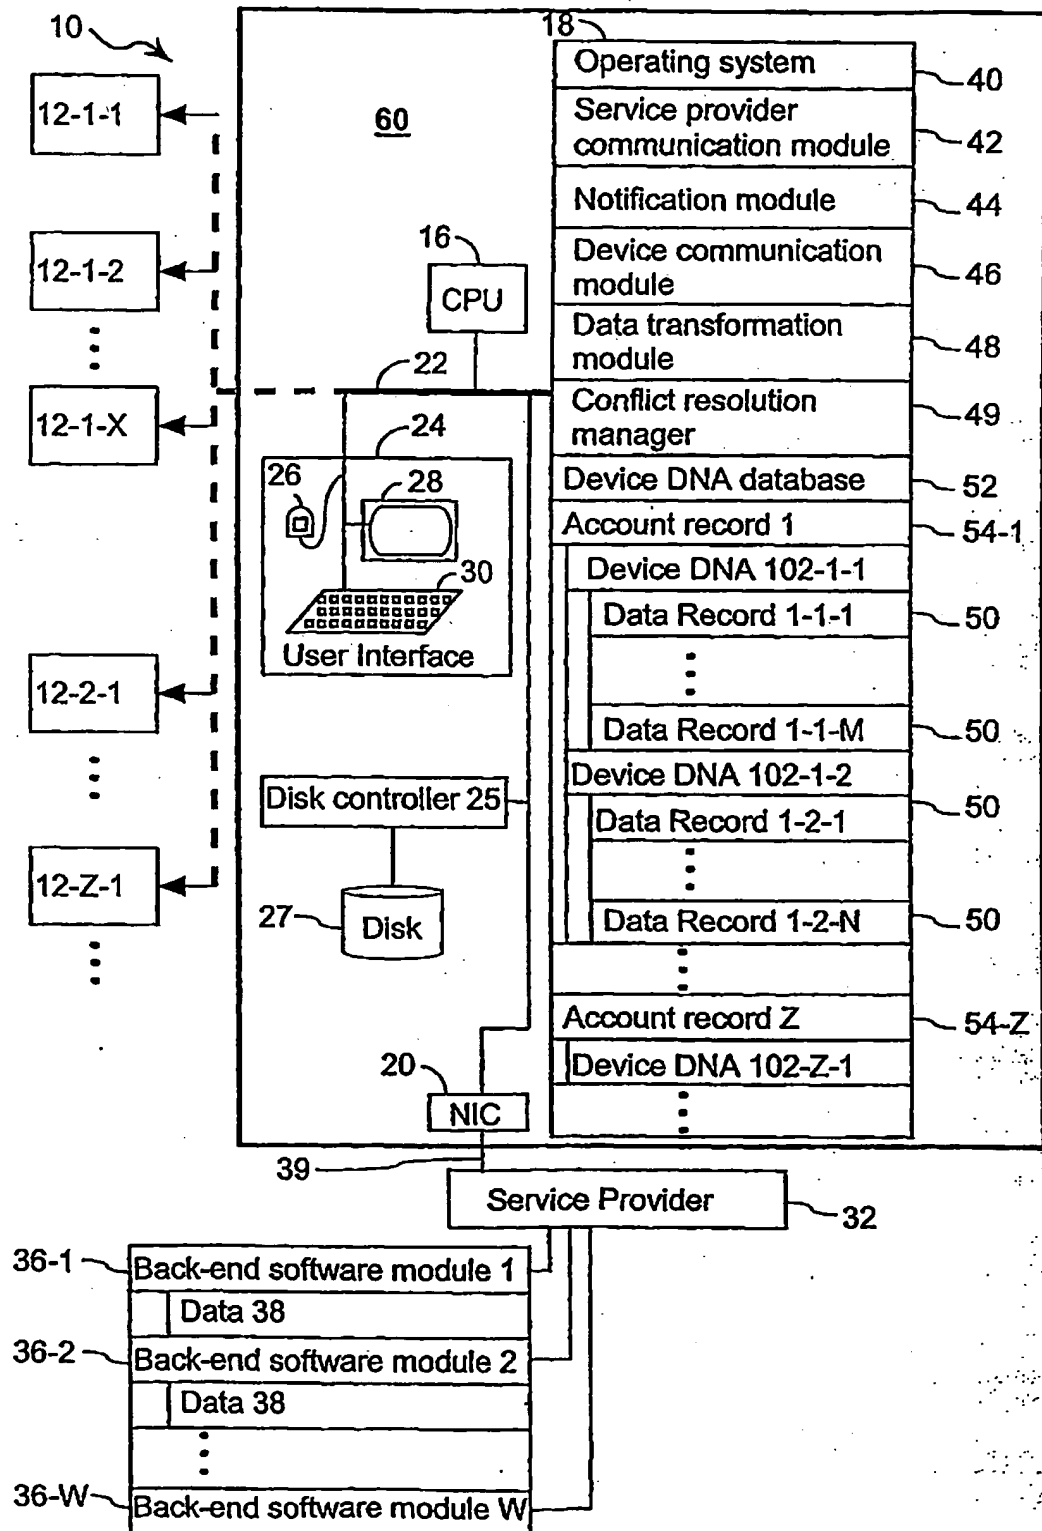 10
18
12-1-1
12-1-2
12-1-X
12-2-1
12-Z-1
60
16
CPU
22
24
26
28
30
User Interface
Disk controller 25
27
Disk
20
NIC
39
Operating system
40
Service provider
communication module
42
Notification module
44
Device communication
module
46
Data transformation
module
48
Conflict resolution
manager
49
Device DNA database
52
Account record 1
54-1
Device DNA 102-1-1
Data Record 1-1-1
50
Data Record 1-1-M
50
Device DNA 102-1-2
Data Record 1-2-1
50
Data Record 1-2-N
50
Account record Z
54-Z
Device DNA 102-Z-1
Service Provider
32
36-1
Back-end software module 1
Data 38
36-2
Back-end software module 2
Data 38
36-W
Back-end software module W